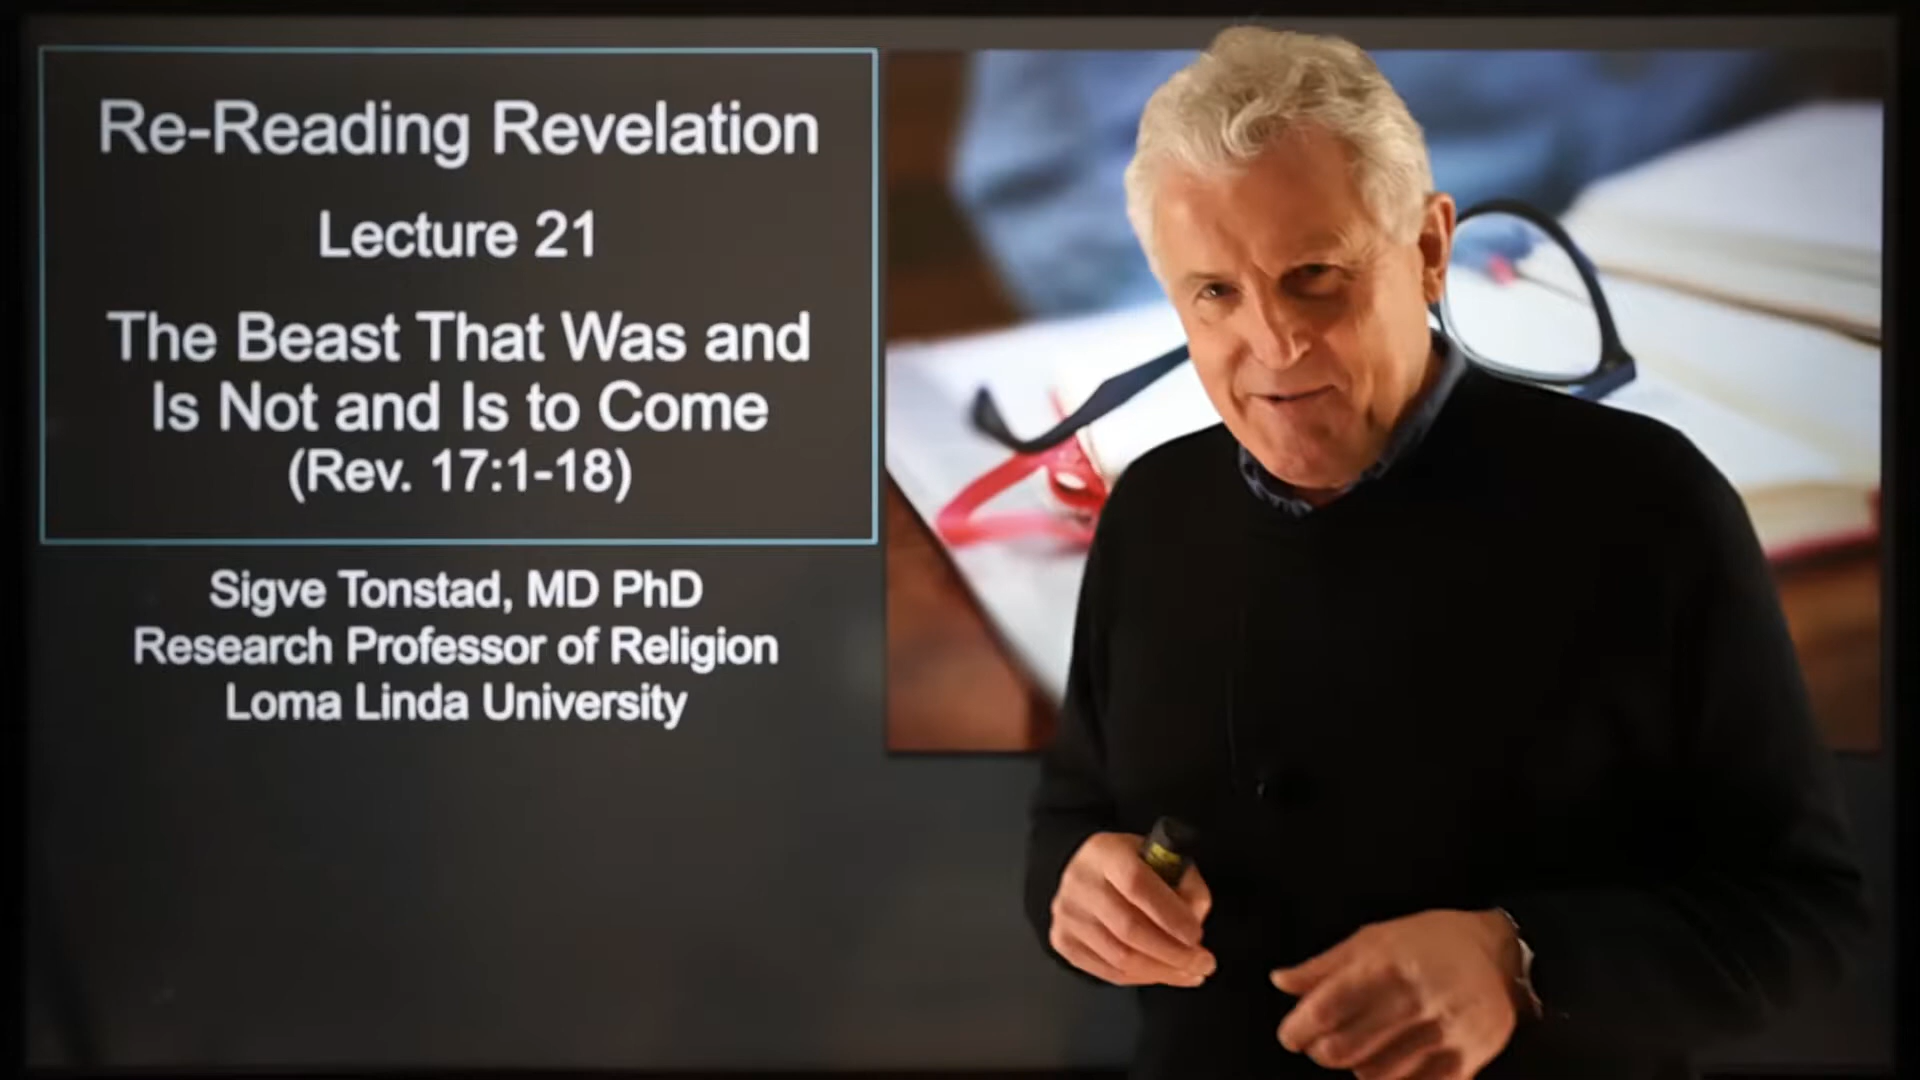 Re-Reading Revelation
Lecture 21
The Beast That Was and
Is Not and Is to Come
(Rev. 17:1-18)
Sigve Tonstad, MD PhD
Research Professor of Religion
Loma Linda University